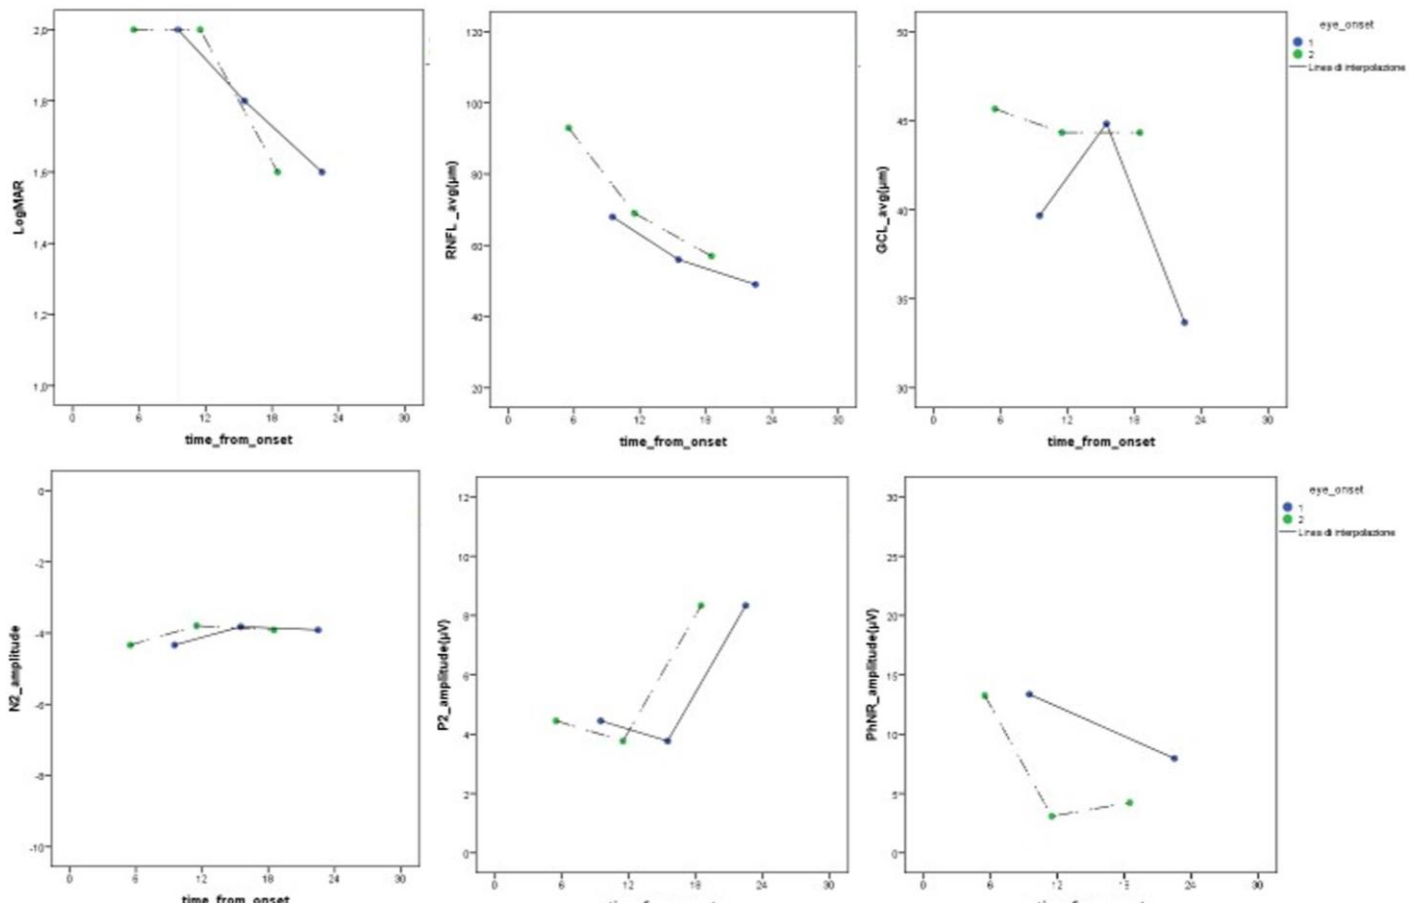 LogMAR
2,0
1,8
1,6
1,4
1,2
1,0
0 6 12 18 24 30
time_from_onset
RNFL_avg(µm)
120
100
80
60
40
20
0 6 12 18 24 30
time_from_onset
GCL_avg(µm)
50
45
40
35
30
0 6 12 18 24 30
time_from_onset
eye_onset
1
2
Linea di interpolazione
N2_amplitude
0
-2
-4
-6
-8
-10
0 6 12 18 24 30
time_from_onset
P2_amplitude(µV)
12
10
8
6
4
2
0
0 6 12 18 24 30
time_from_onset
PhNR_amplitude(µV)
30
25
20
15
10
5
0
0 6 12 18 24 30
time_from_onset
eye_onset
1
2
Linea di interpolazione